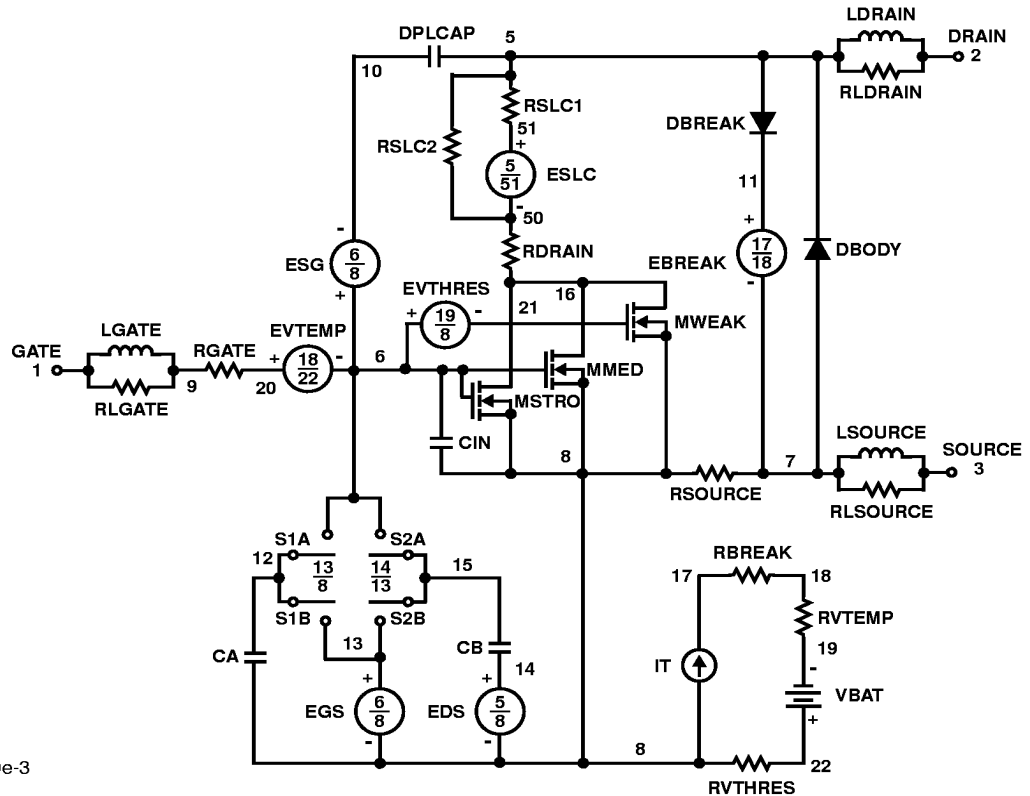 LDRAIN
DPLCAP
5
DRAIN
2
10
RLDRAIN
RSLC1
51
+
DBREAK
RSLC2
5
51
ESLC
11
-
50
+
-
RDRAIN
17
18
EBREAK
DBODY
6
8
ESG
+
EVTHRES
16
-
+
19
8
-
21
MWEAK
LGATE
EVTEMP
GATE
1
RGATE
+
18
22
-
6
MMED
9
20
MSTRO
RLGATE
CIN
LSOURCE
SOURCE
3
8
7
RSOURCE
RLSOURCE
S1A
S2A
12
13
8
14
13
15
RBREAK
17
18
S1B
S2B
RVTEMP
13
CB
19
CA
14
IT
-
+
+
VBAT
EGS
6
8
EDS
5
8
+
-
-
8
22
e-3
RVTHRES